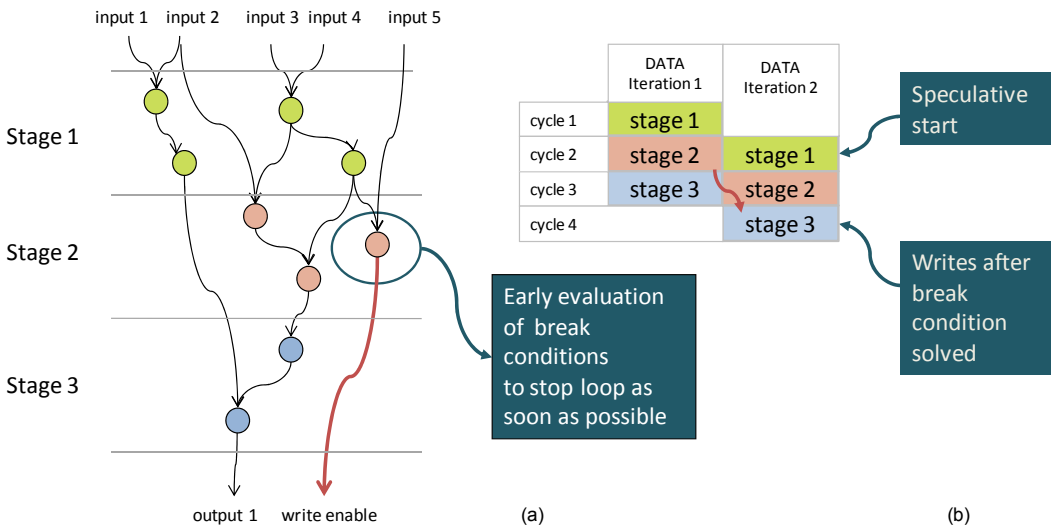 input 1 input 2 input 3 input 4 input 5
Stage 1
Stage 2
Stage 3
output 1 write enable
Early evaluation
of break
conditions
to stop loop as
soon as possible
(a)
DATA
Iteration 1
DATA
Iteration 2
cycle 1 stage 1
cycle 2 stage 2 stage 1
cycle 3 stage 3 stage 2
cycle 4 stage 3
Speculative
start
Writes after
break
condition
solved
(b)